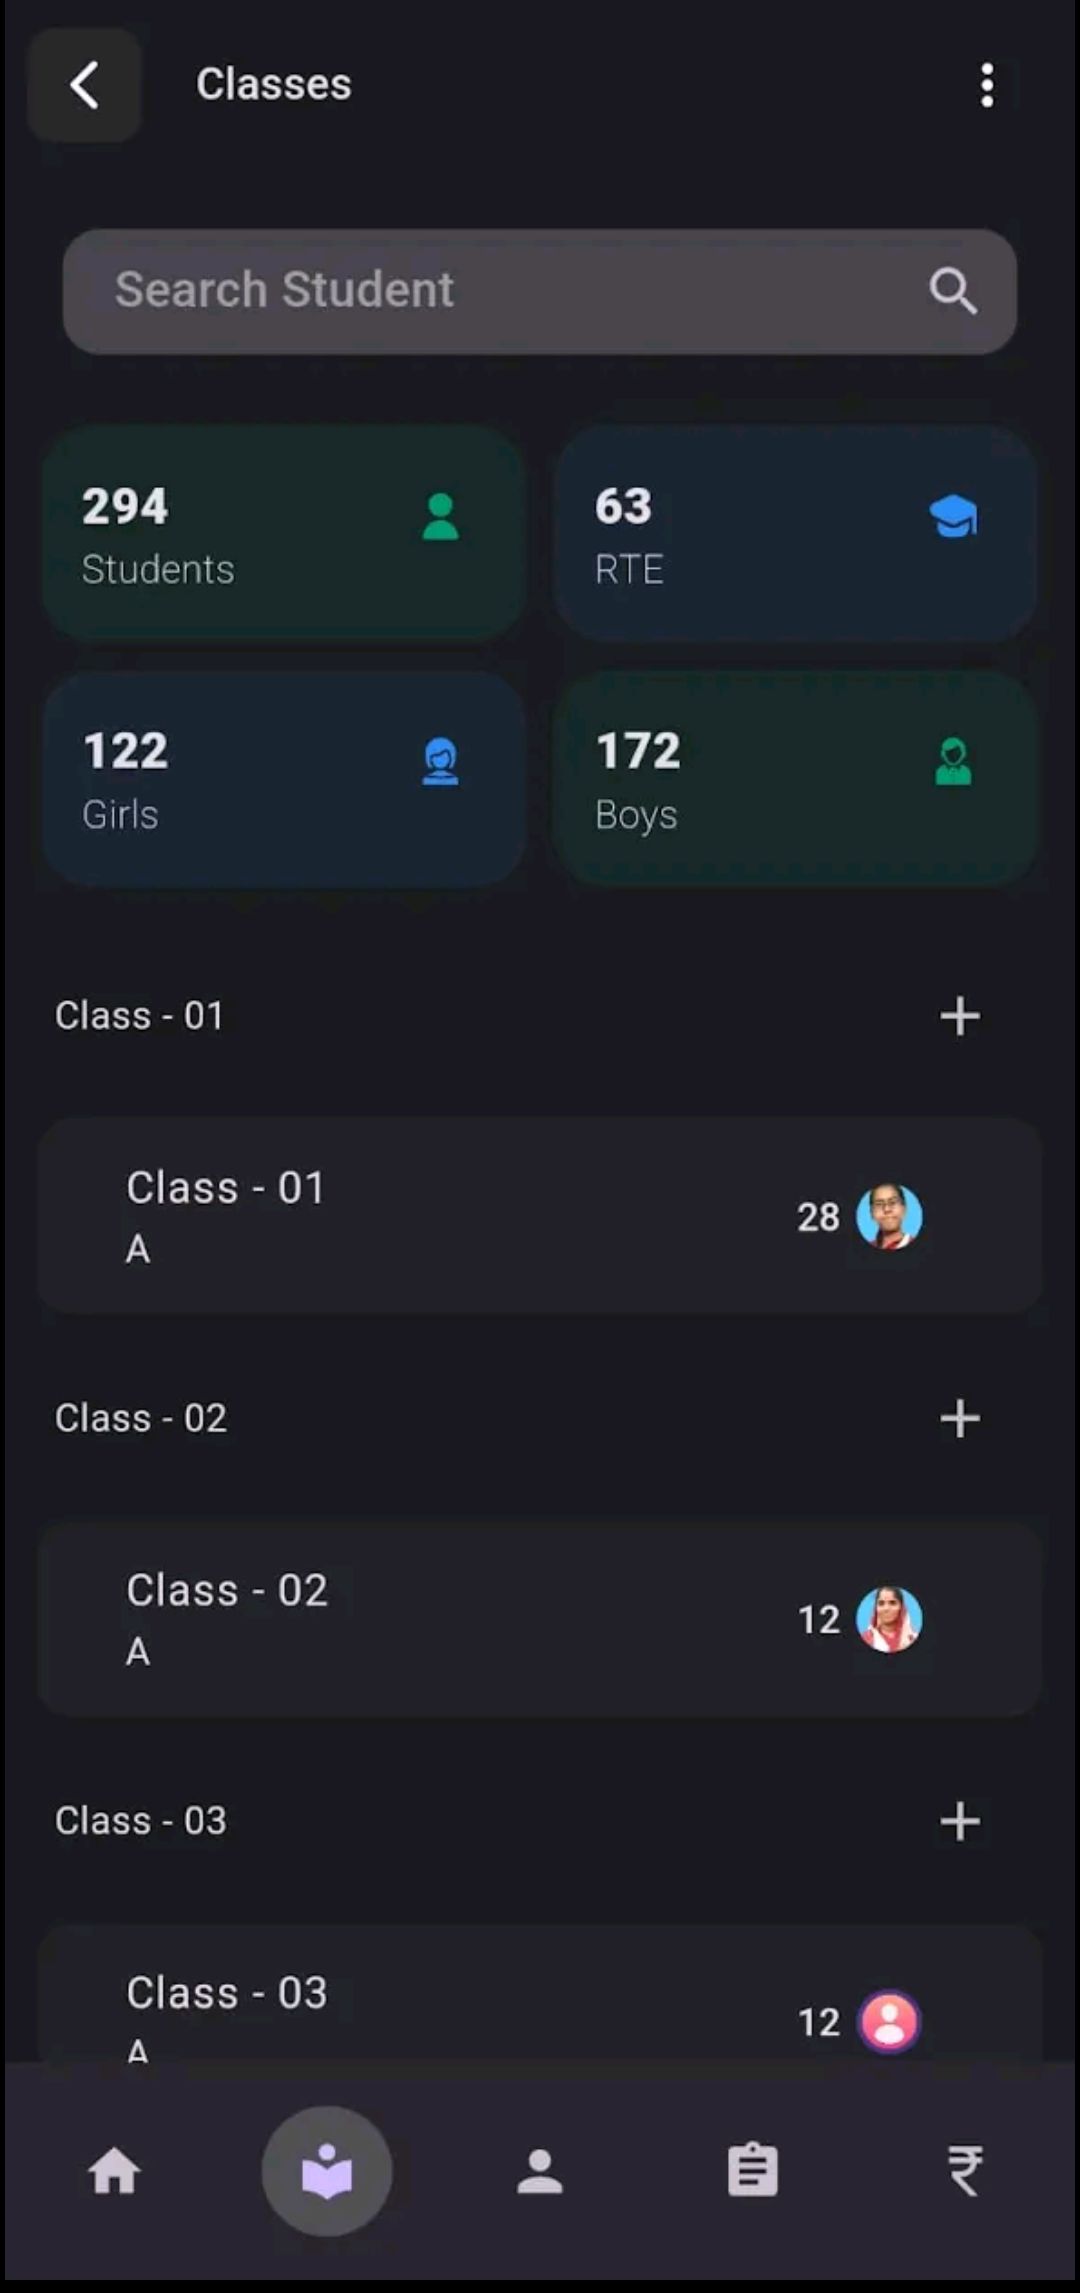 Classes
Search Student
294
Students
63
RTE
122
Girls
172
Boys
Class - 01
Class - 01
A
28
Class - 02
Class - 02
A
12
Class - 03
Class - 03
A
12